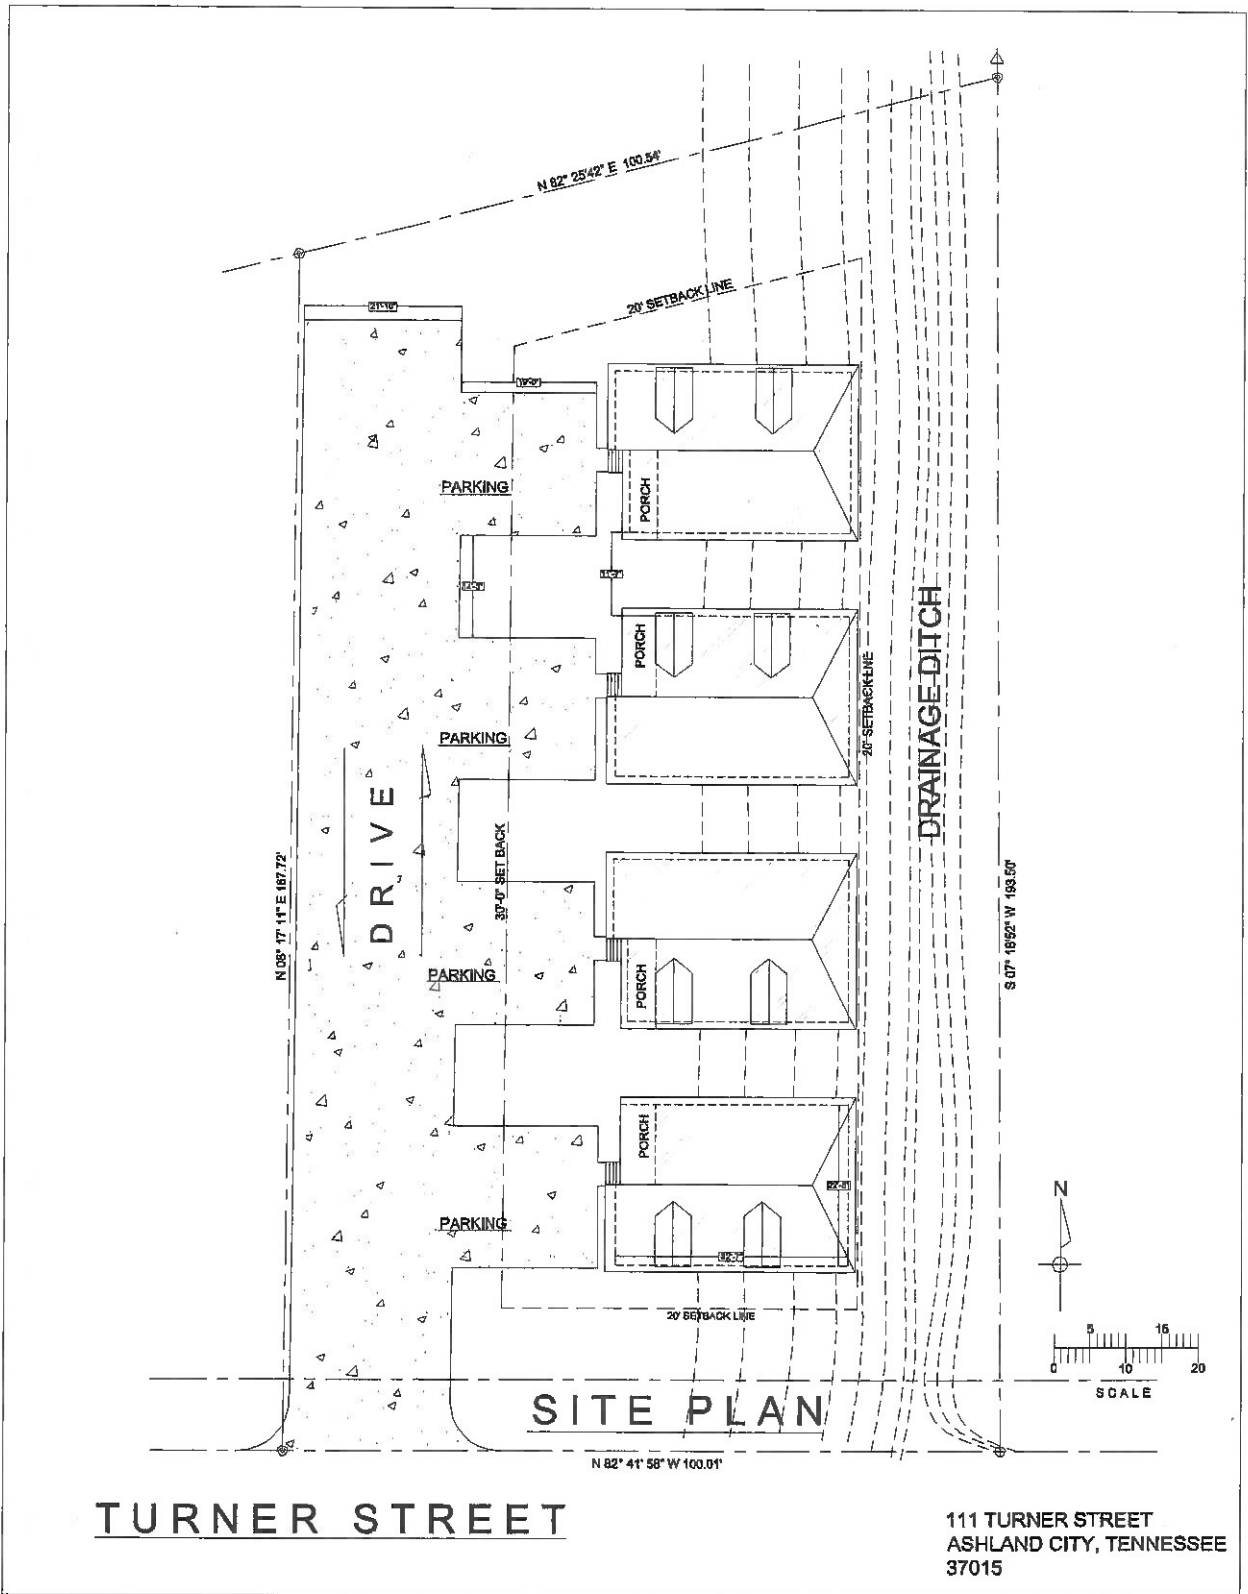 N 82° 25'42" E 100.54'
20' SETBACK LINE
21'-10"
PARKING
PORCH
PORCH
20' SETBACK LINE
DRAINAGE DITCH
PARKING
DRIVE
30'-0" SET BACK
N 08° 17' 11" E 167.72'
S 07° 18'52" W 193.50'
PARKING
PORCH
PORCH
PARKING
20' SETBACK LINE
N
5 15
0 10 20
SCALE
SITE PLAN
N 82° 41' 58" W 100.01'
TURNER STREET
111 TURNER STREET
ASHLAND CITY, TENNESSEE
37015